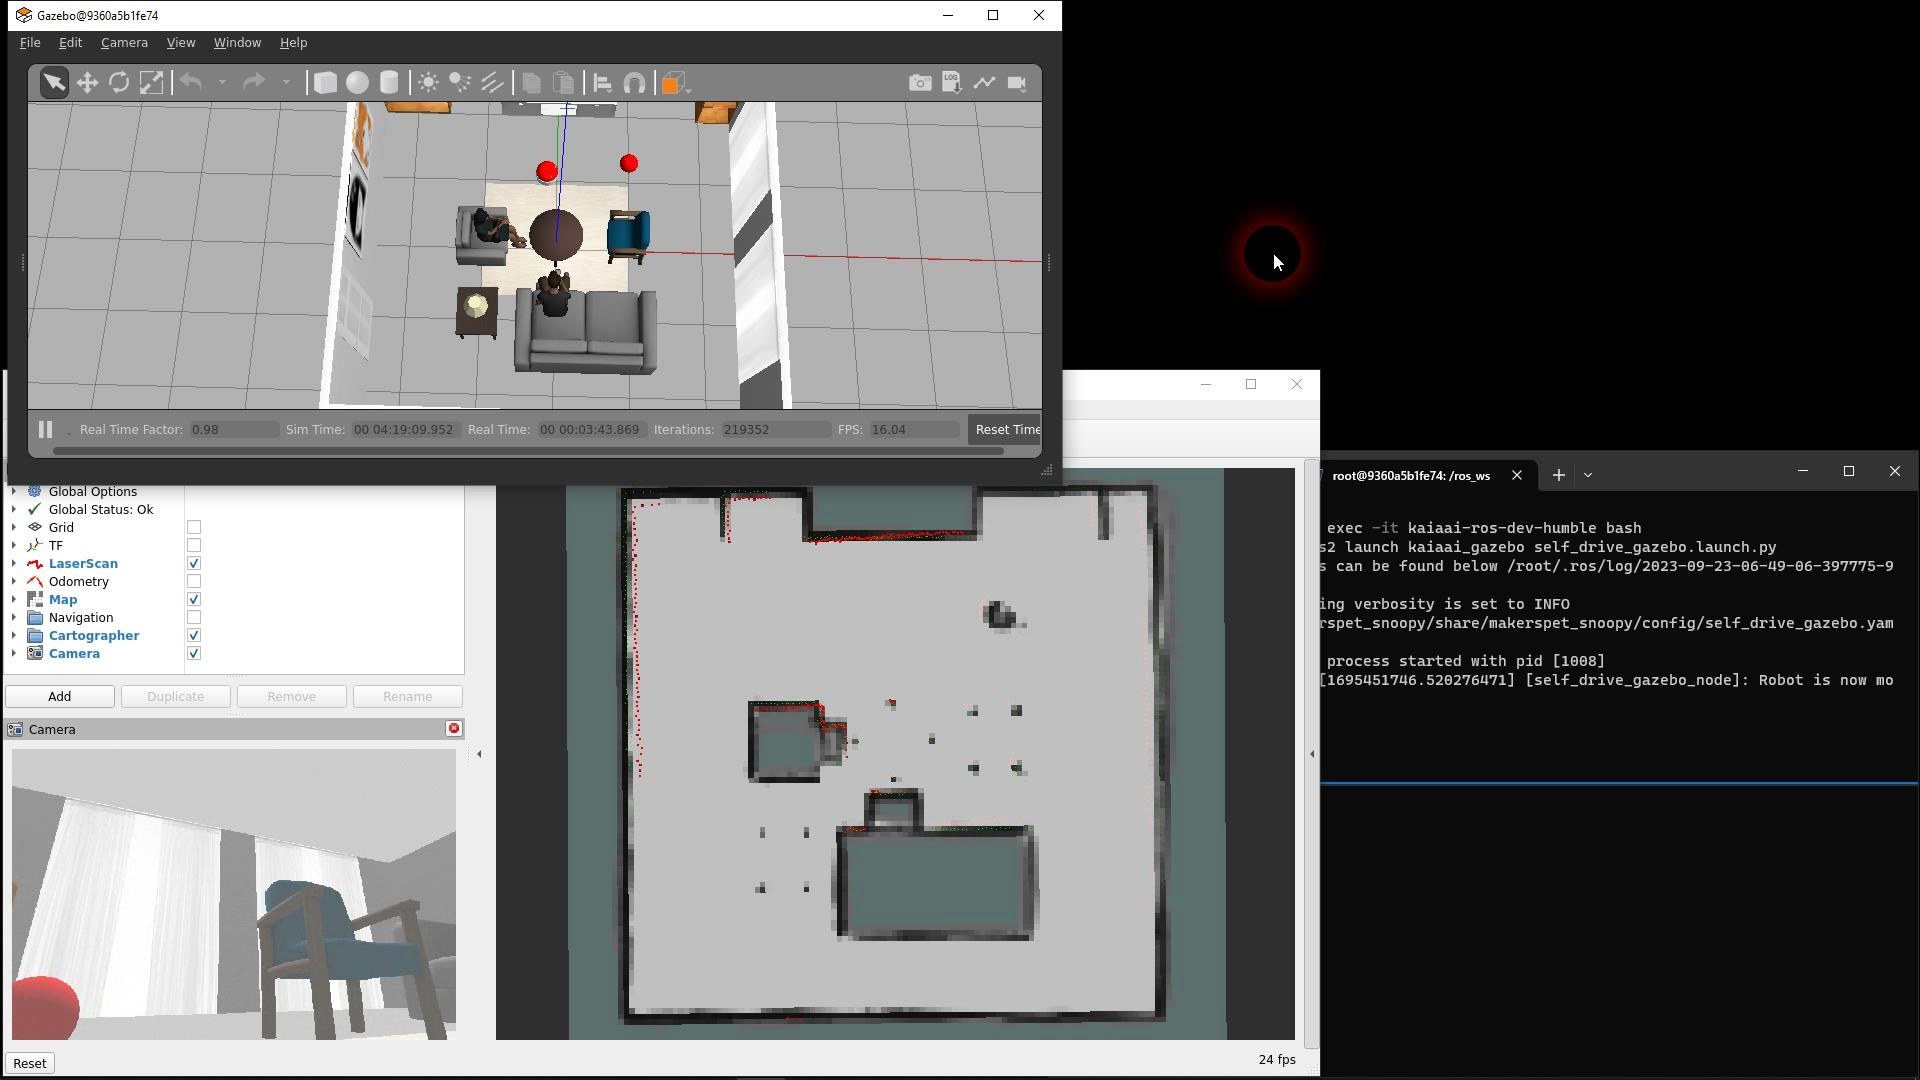 Gazebo@9360a5b1fe74
File Edit Camera View Window Help
LOG
Real Time Factor: 0.98 Sim Time: 00 04:19:09.952 Real Time: 00 00:03:43.869 Iterations: 219352 FPS: 16.04 Reset Time
Global Options
Global Status: Ok
Grid
TF
LaserScan
Odometry
Map
Navigation
Cartographer
Camera
Add Duplicate Remove Rename
Camera
Reset
24 fps
root@9360a5b1fe74: /ros_ws
exec -it kaiaai-ros-dev-humble bash
s2 launch kaiaai_gazebo self_drive_gazebo.launch.py
s can be found below /root/.ros/log/2023-09-23-06-49-06-397775-9
ing verbosity is set to INFO
rspet_snoopy/share/makerspet_snoopy/config/self_drive_gazebo.yam
process started with pid [1008]
[1695451746.520276471] [self_drive_gazebo_node]: Robot is now mo